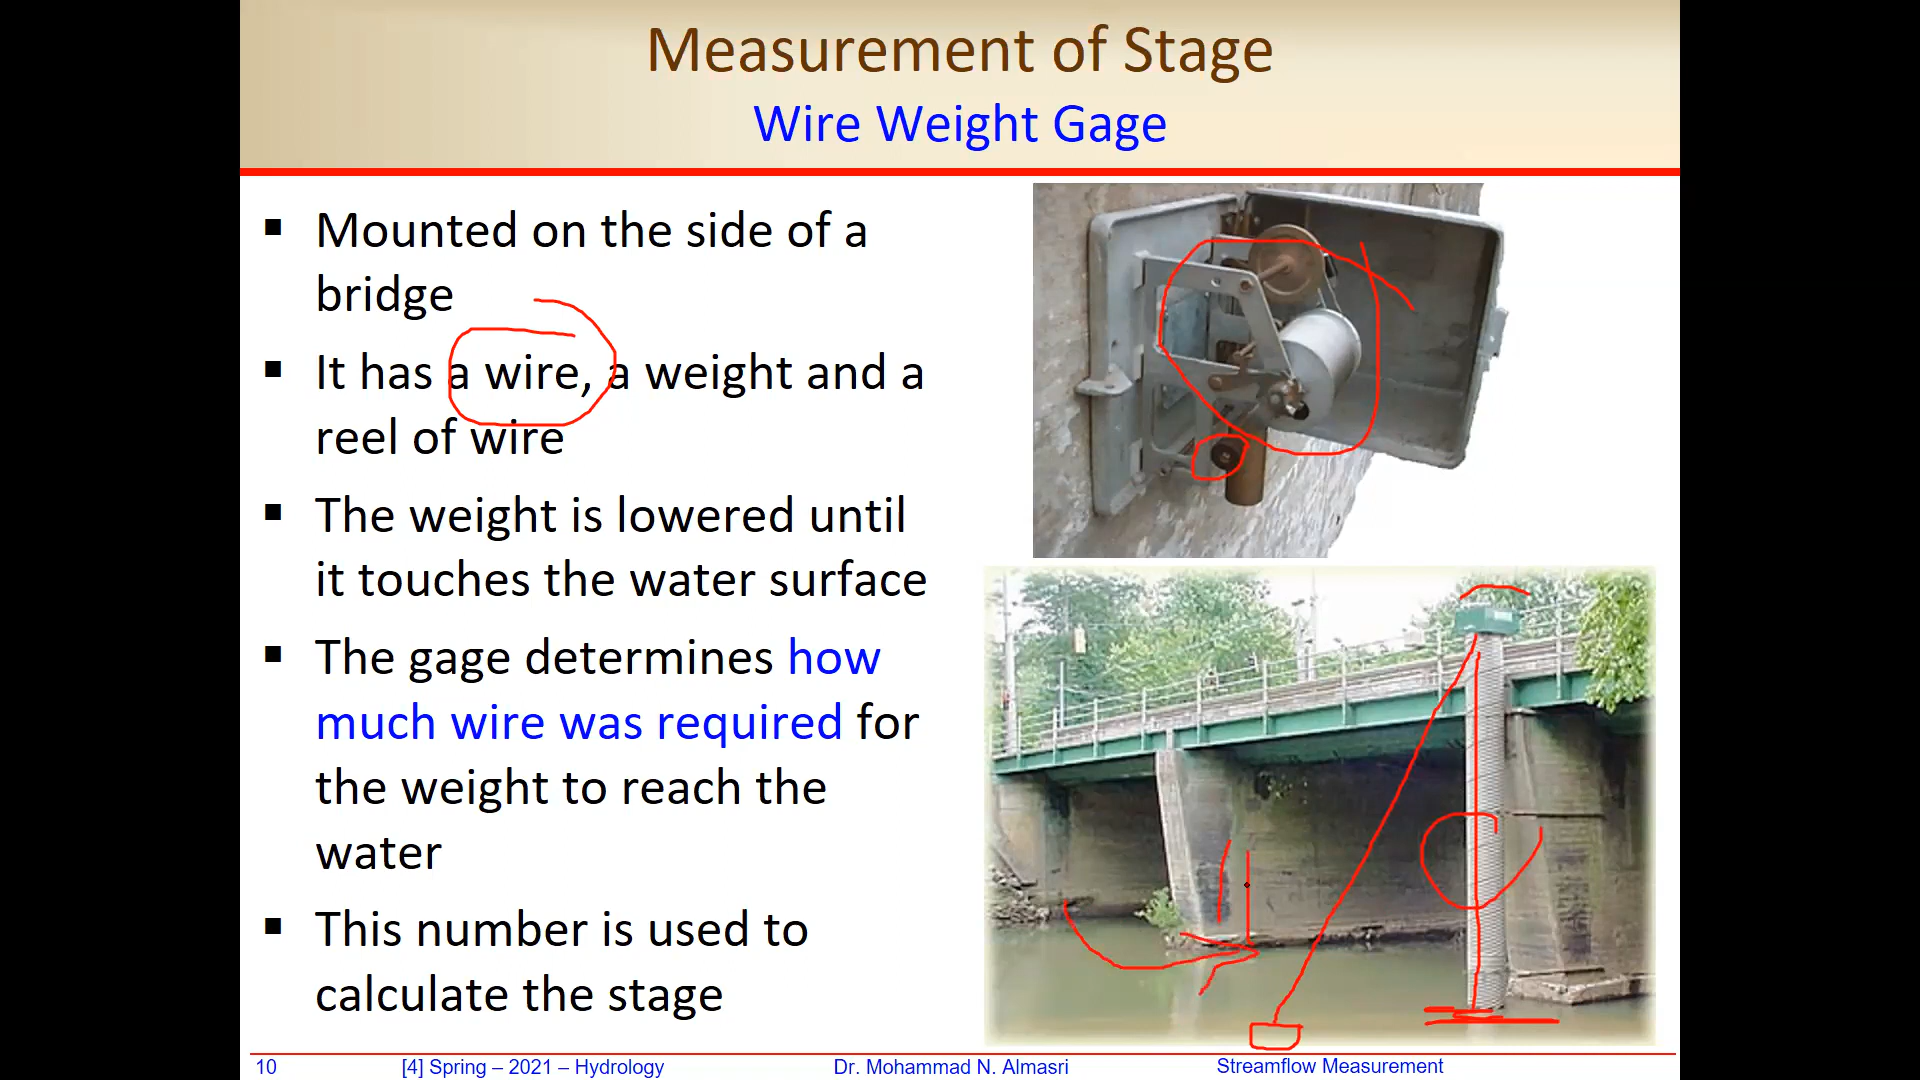 Measurement of Stage
Wire Weight Gage
▪ Mounted on the side of a
bridge
▪ It has a wire, a weight and a
reel of wire
▪ The weight is lowered until
it touches the water surface
▪ The gage determines how
much wire was required for
the weight to reach the
water
▪ This number is used to
calculate the stage
10 [4] Spring – 2021 – Hydrology Dr. Mohammad N. Almasri Streamflow Measurement